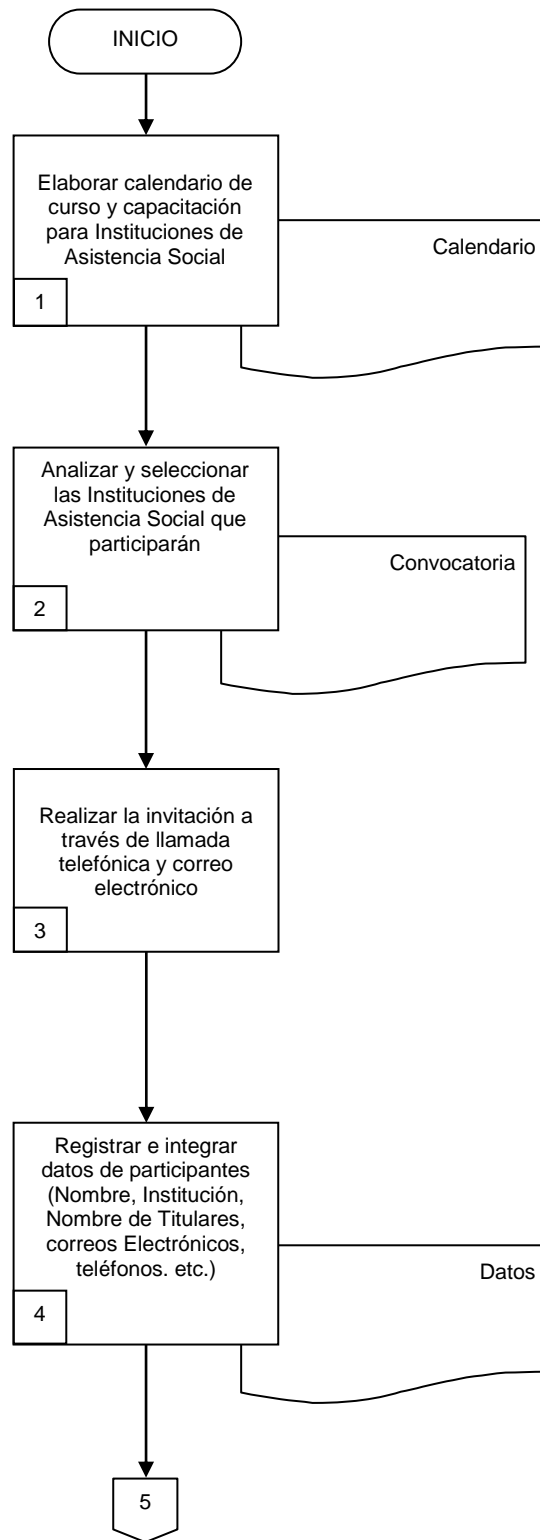 INICIO
Elaborar calendario de
curso y capacitación
para Instituciones de
Asistencia Social
1
Calendario
Analizar y seleccionar
las Instituciones de
Asistencia Social que
participarán
2
Convocatoria
Realizar la invitación a
través de llamada
telefónica y correo
electrónico
3
Registrar e integrar
datos de participantes
(Nombre, Institución,
Nombre de Titulares,
correos Electrónicos,
teléfonos. etc.)
4
Datos
5